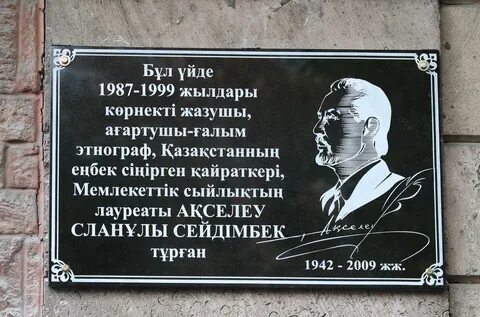 Бұл үйде
1987-1999 жылдары
көрнекті жазушы,
ағартушы-ғалым
этнограф, Қазақстанның
еңбек сіңірген қайраткері,
Мемлекеттік сыйлықтың
лауреаты АҚСЕЛЕУ
СЛАНҰЛЫ СЕЙДІМБЕК
тұрған
Ақселеу
1942 - 2009 жж.